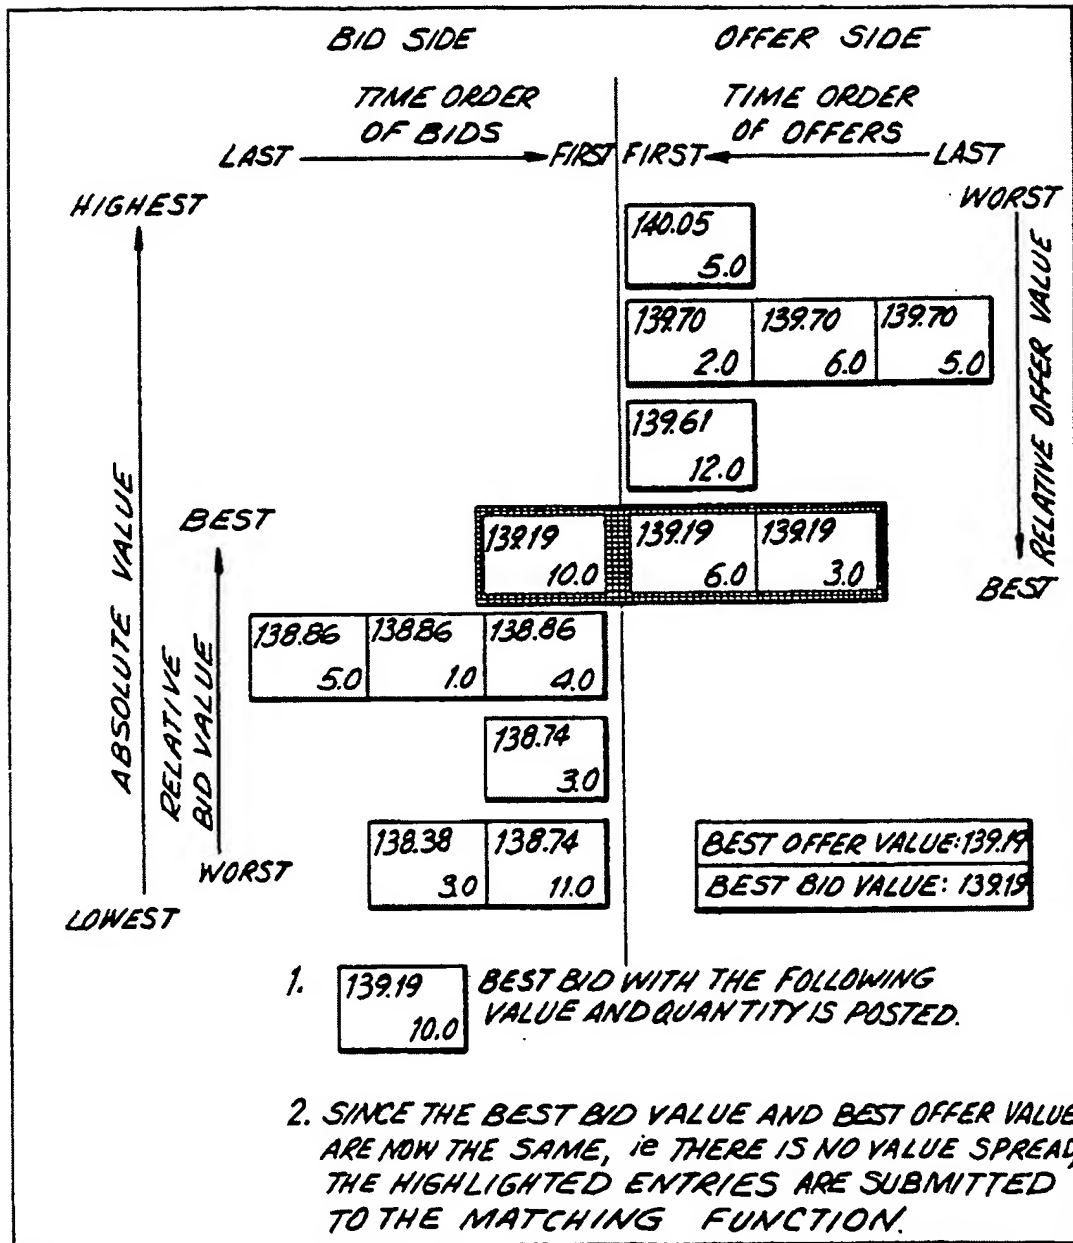 BID SIDE OFFER SIDE
TIME ORDER OF BIDS
TIME ORDER OF OFFERS
LAST FIRST FIRST LAST
HIGHEST
WORST
140.05
5.0
139.70 139.70 139.70
2.0 6.0 5.0
139.61
12.0
RELATIVE OFFER VALUE
BEST
BEST
139.19 139.19 139.19
10.0 6.0 3.0
ABSOLUTE VALUE
RELATIVE BID VALUE
138.86 138.86 138.86
5.0 1.0 4.0
138.74
3.0
138.38 138.74
3.0 11.0
WORST
LOWEST
BEST OFFER VALUE: 139.19
BEST BID VALUE: 139.19
1. 139.19 10.0 BEST BID WITH THE FOLLOWING
VALUE AND QUANTITY IS POSTED.
2. SINCE THE BEST BID VALUE AND BEST OFFER VALUE
ARE NOW THE SAME, ie THERE IS NO VALUE SPREAD,
THE HIGHLIGHTED ENTRIES ARE SUBMITTED
TO THE MATCHING FUNCTION.